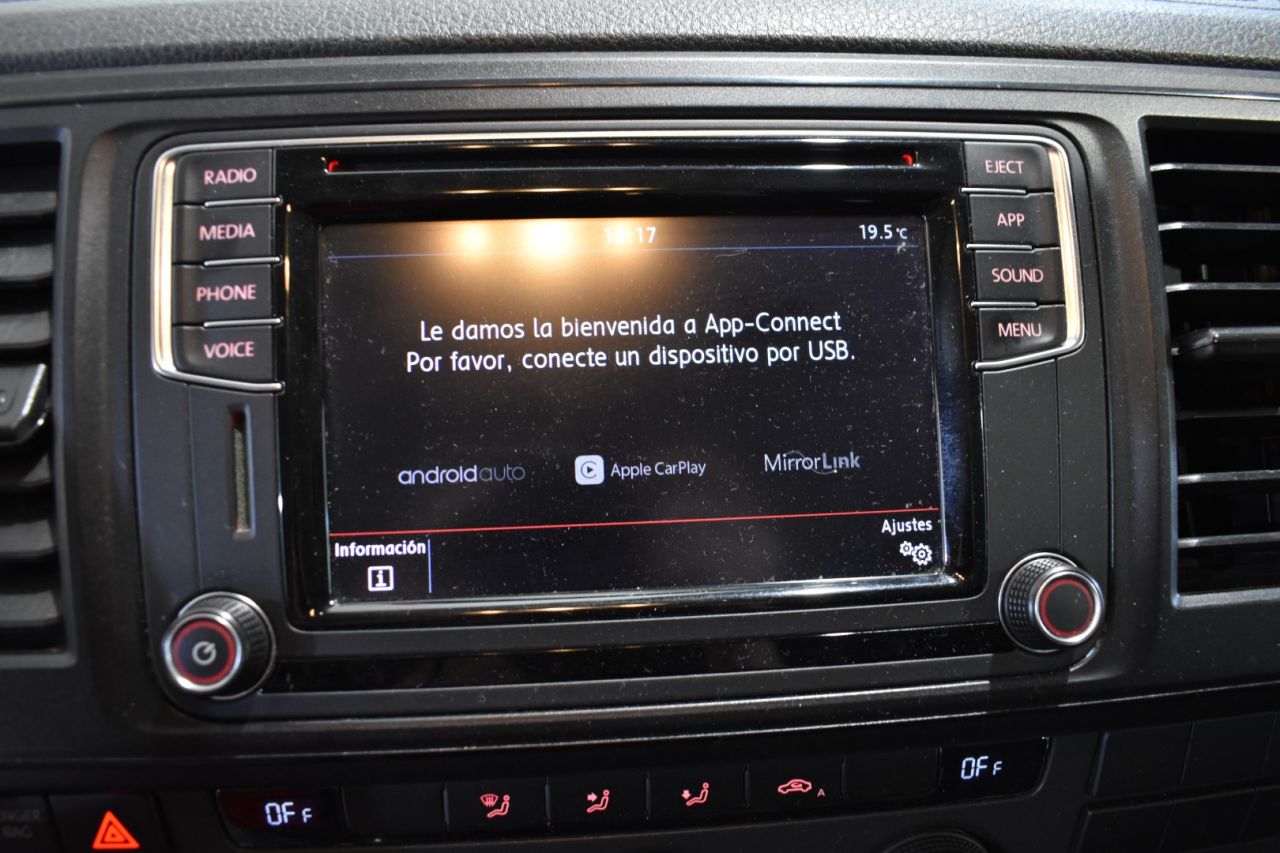 RADIO
MEDIA
PHONE
VOICE
EJECT
APP
SOUND
MENU
19.5°C
Le damos la bienvenida a App-Connect
Por favor, conecte un dispositivo por USB.
androidauto
Apple CarPlay
MirrorLink
Ajustes
Información
i
OFF
OFF
A